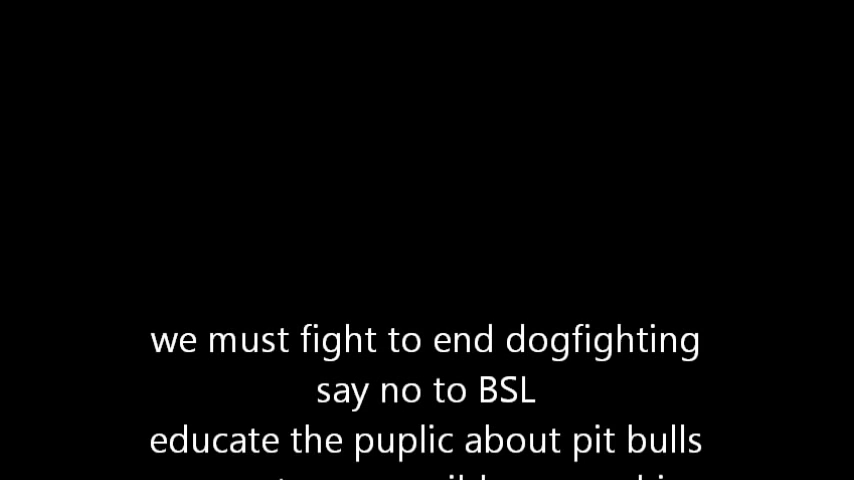 we must fight to end dogfighting
say no to BSL
educate the puplic about pit bulls